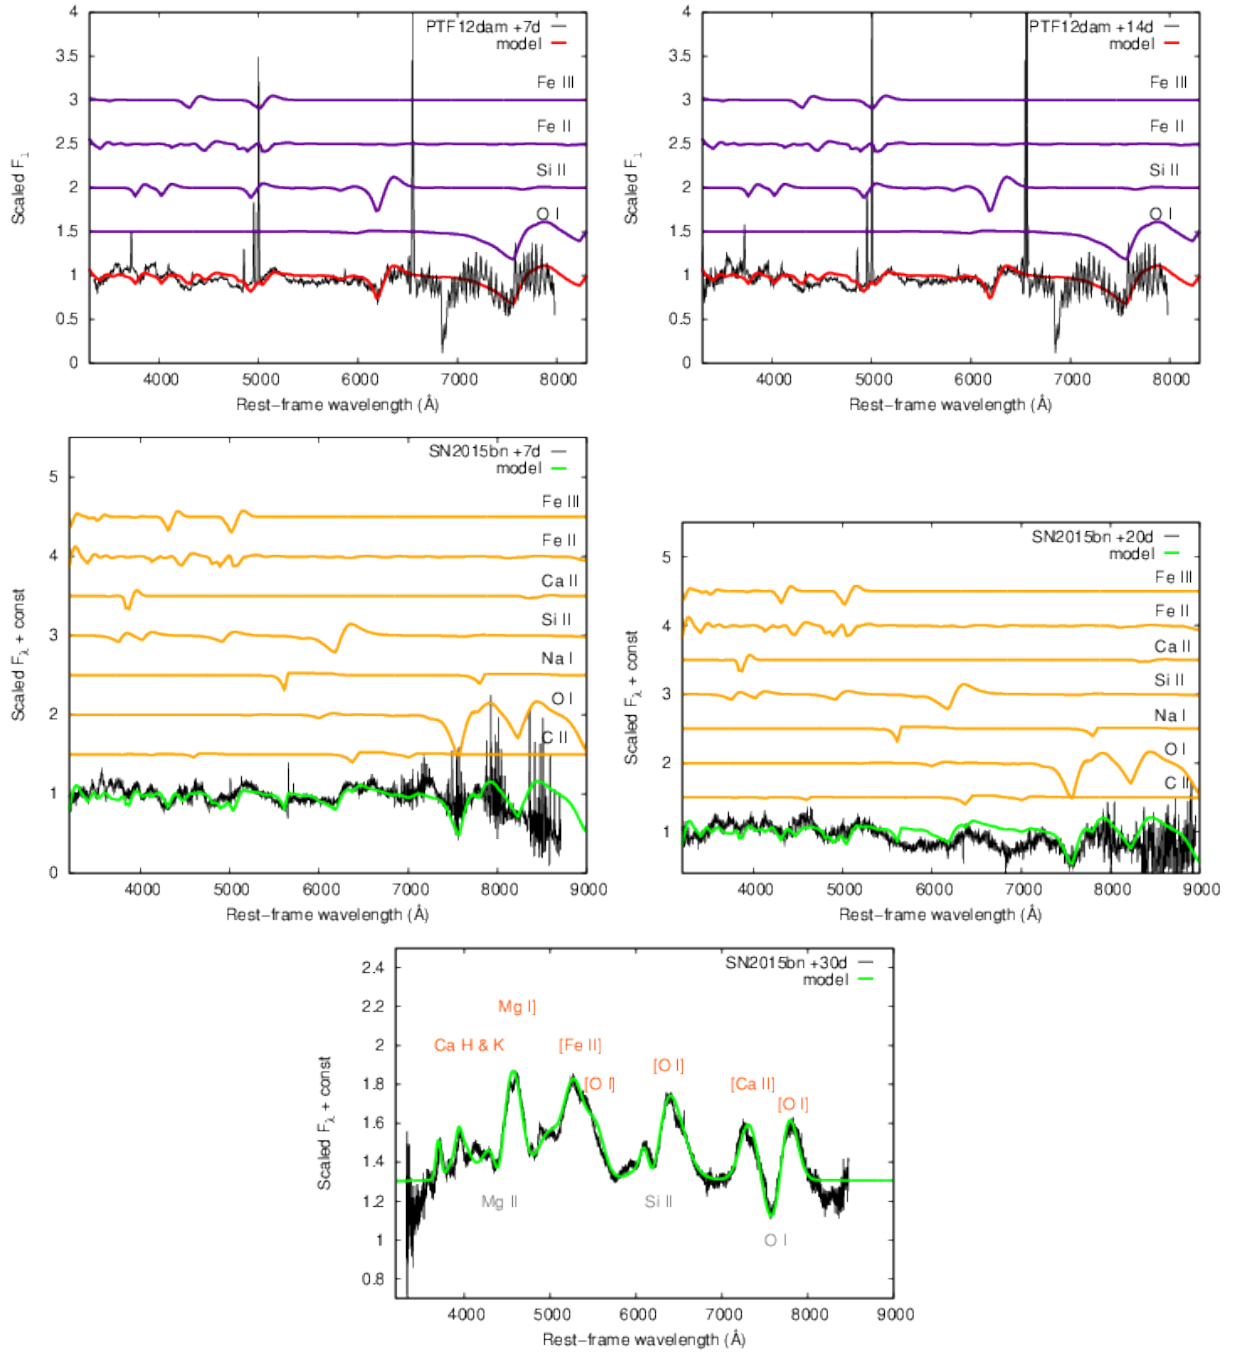 PTF12dam +7d
model
Fe III
Fe II
Si II
O I
4
3.5
3
2.5
2
1.5
1
0.5
0
4000 5000 6000 7000 8000
Rest-frame wavelength (Å)
PTF12dam +14d
model
Fe III
Fe II
Si II
O I
4
3.5
3
2.5
2
1.5
1
0.5
0
4000 5000 6000 7000 8000
Rest-frame wavelength (Å)
SN2015bn +7d
model
Fe III
Fe II
Ca II
Si II
Na I
O I
C II
Scaled Fλ + const
5
4
3
2
1
0
4000 5000 6000 7000 8000 9000
Rest-frame wavelength (Å)
SN2015bn +20d
model
Fe III
Fe II
Ca II
Si II
Na I
O I
C II
Scaled Fλ + const
5
4
3
2
1
4000 5000 6000 7000 8000 9000
Rest-frame wavelength (Å)
SN2015bn +30d
model
Mg I]
Ca H & K
[Fe II]
[O I]
[O I]
[Ca II]
[O I]
Mg II
Si II
O I
Scaled Fλ + const
2.4
2.2
2
1.8
1.6
1.4
1.2
1
0.8
4000 5000 6000 7000 8000 9000
Rest-frame wavelength (Å)